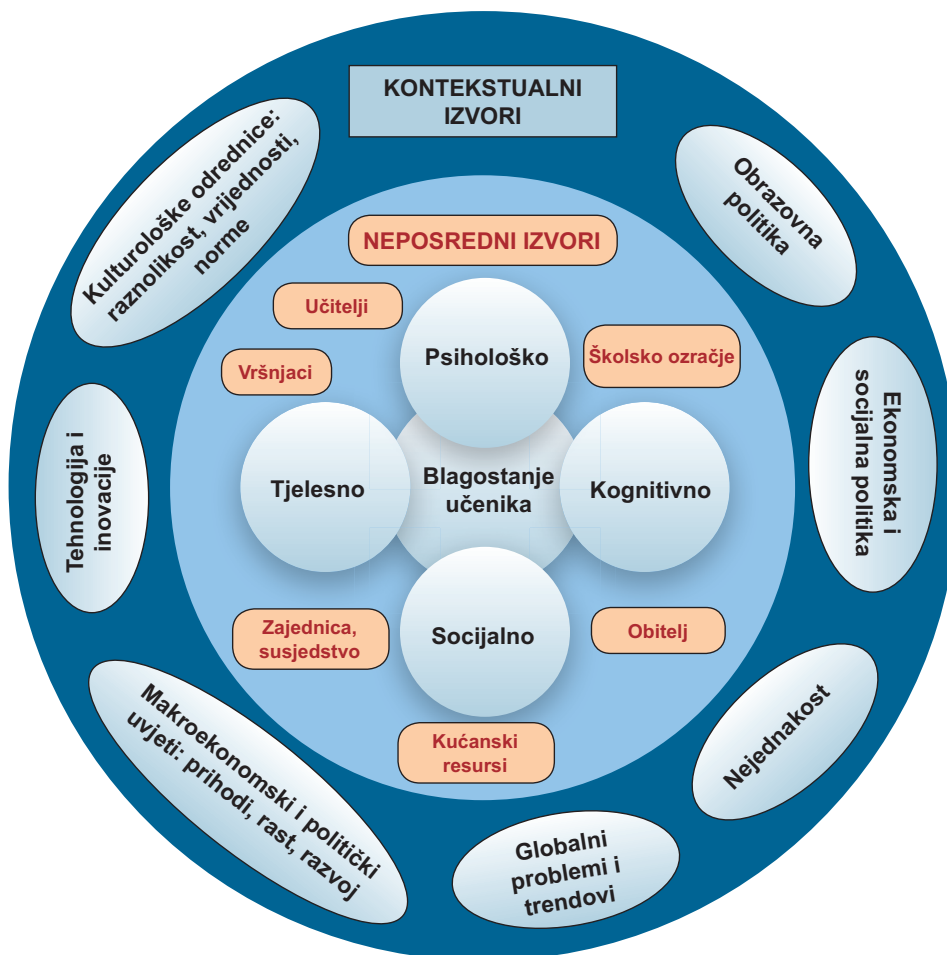 KONTEKSTUALNI
IZVORI
Kulturološke odrednice:
raznolikost, vrijednosti,
norme
Obrazovna
politika
NEPOSREDNI IZVORI
Učitelji
Psihološko
Školsko ozračje
Vršnjaci
Ekonomska i
socijalna politika
Tehnologija i
inovacije
Tjelesno
Blagostanje
učenika
Kognitivno
Zajednica,
susjedstvo
Socijalno
Obitelj
Kućanski
resursi
Nejednakost
Makroekonomski i politički
uvjeti: prihodi, rast, razvoj
Globalni
problemi i
trendovi